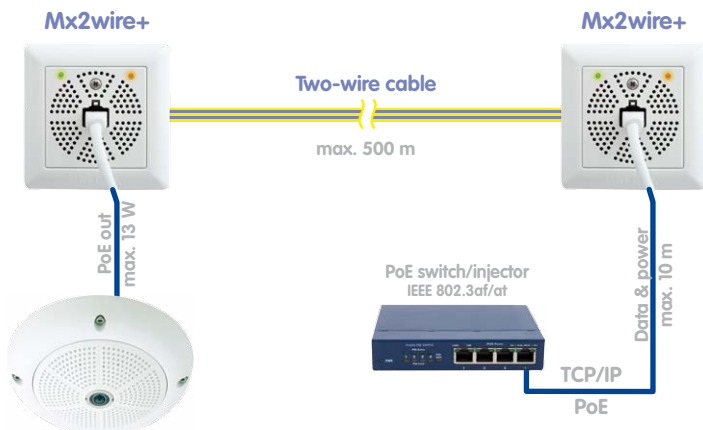 Mx2wire+
Mx2wire+
Two-wire cable
max. 500 m
PoE out
max. 13 W
PoE switch/injector
IEEE 802.3af/at
Data & power
max. 10 m
TCP/IP
PoE